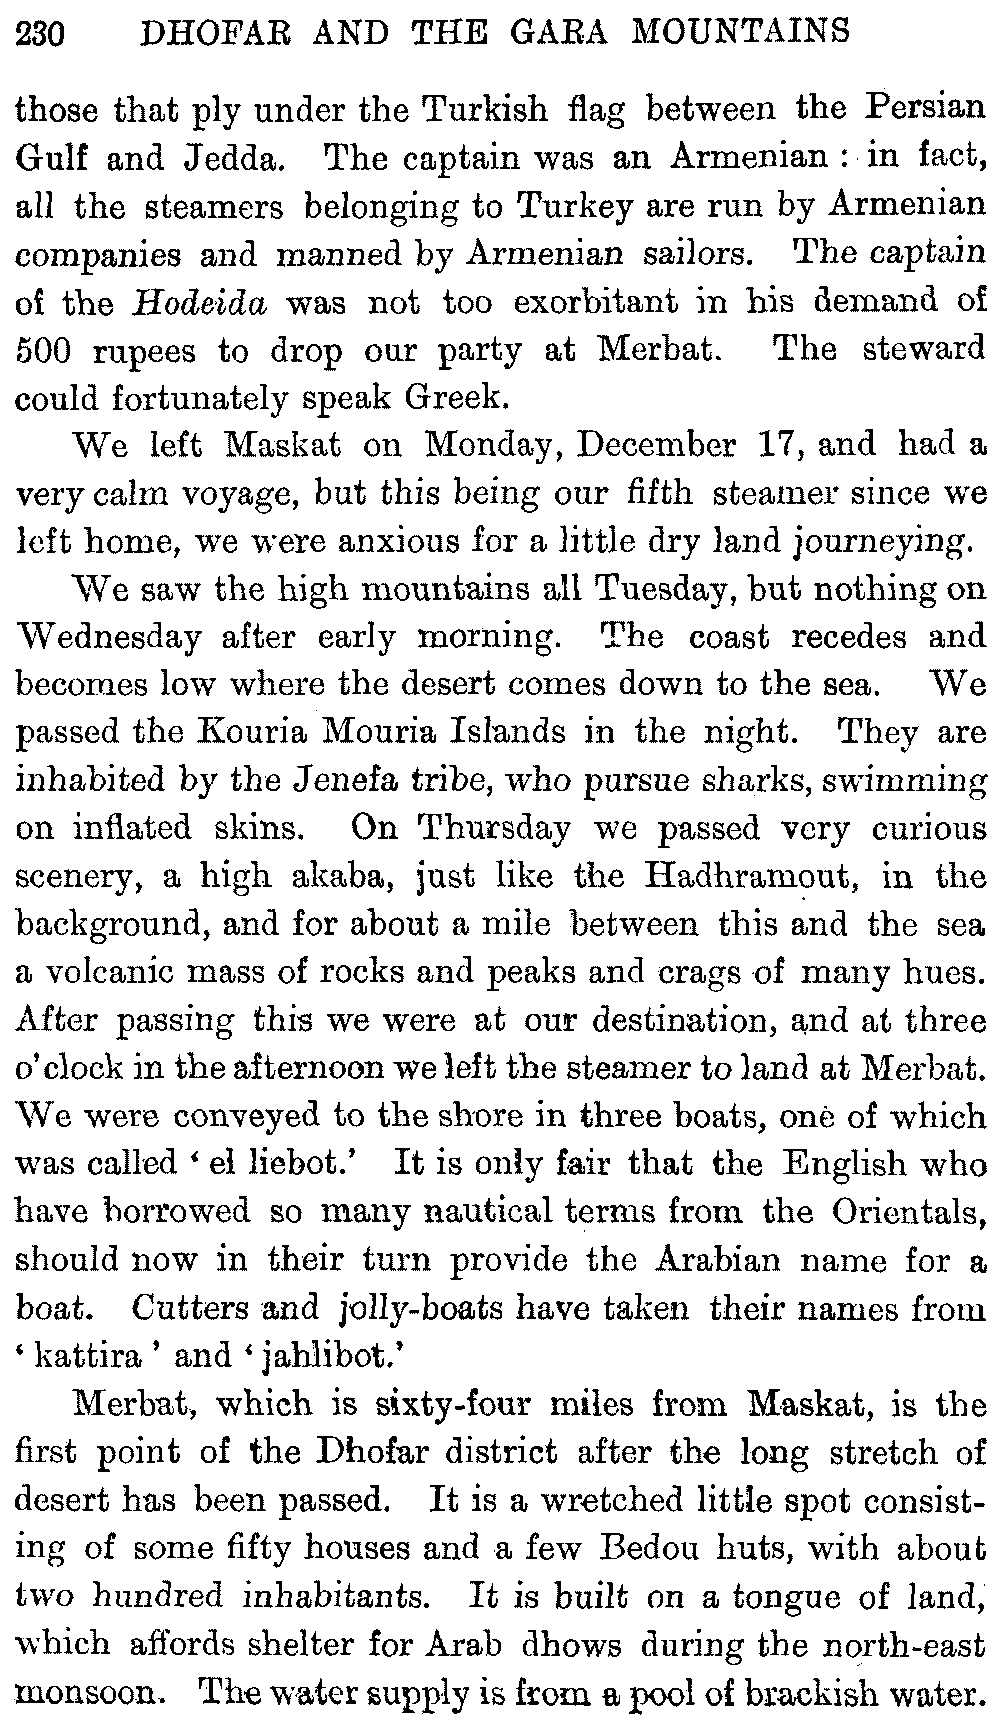 230 DHOFAR AND THE GARA MOUNTAINS
those that ply under the Turkish flag between the Persian
Gulf and Jedda. The captain was an Armenian : in fact,
all the steamers belonging to Turkey are run by Armenian
companies and manned by Armenian sailors. The captain
of the Hodeida was not too exorbitant in his demand of
500 rupees to drop our party at Merbat. The steward
could fortunately speak Greek.
We left Maskat on Monday, December 17, and had a
very calm voyage, but this being our fifth steamer since we
left home, we were anxious for a little dry land journeying.
We saw the high mountains all Tuesday, but nothing on
Wednesday after early morning. The coast recedes and
becomes low where the desert comes down to the sea. We
passed the Kouria Mouria Islands in the night. They are
inhabited by the Jenefa tribe, who pursue sharks, swimming
on inflated skins. On Thursday we passed very curious
scenery, a high akaba, just like the Hadhramout, in the
background, and for about a mile between this and the sea
a volcanic mass of rocks and peaks and crags of many hues.
After passing this we were at our destination, and at three
o'clock in the afternoon we left the steamer to land at Merbat.
We were conveyed to the shore in three boats, one of which
was called ‘ el liebot.’ It is only fair that the English who
have borrowed so many nautical terms from the Orientals,
should now in their turn provide the Arabian name for a
boat. Cutters and jolly-boats have taken their names from
‘ kattira ’ and ‘ jahlibot.’
Merbat, which is sixty-four miles from Maskat, is the
first point of the Dhofar district after the long stretch of
desert has been passed. It is a wretched little spot consist-
ing of some fifty houses and a few Bedou huts, with about
two hundred inhabitants. It is built on a tongue of land,
which affords shelter for Arab dhows during the north-east
monsoon. The water supply is from a pool of brackish water.